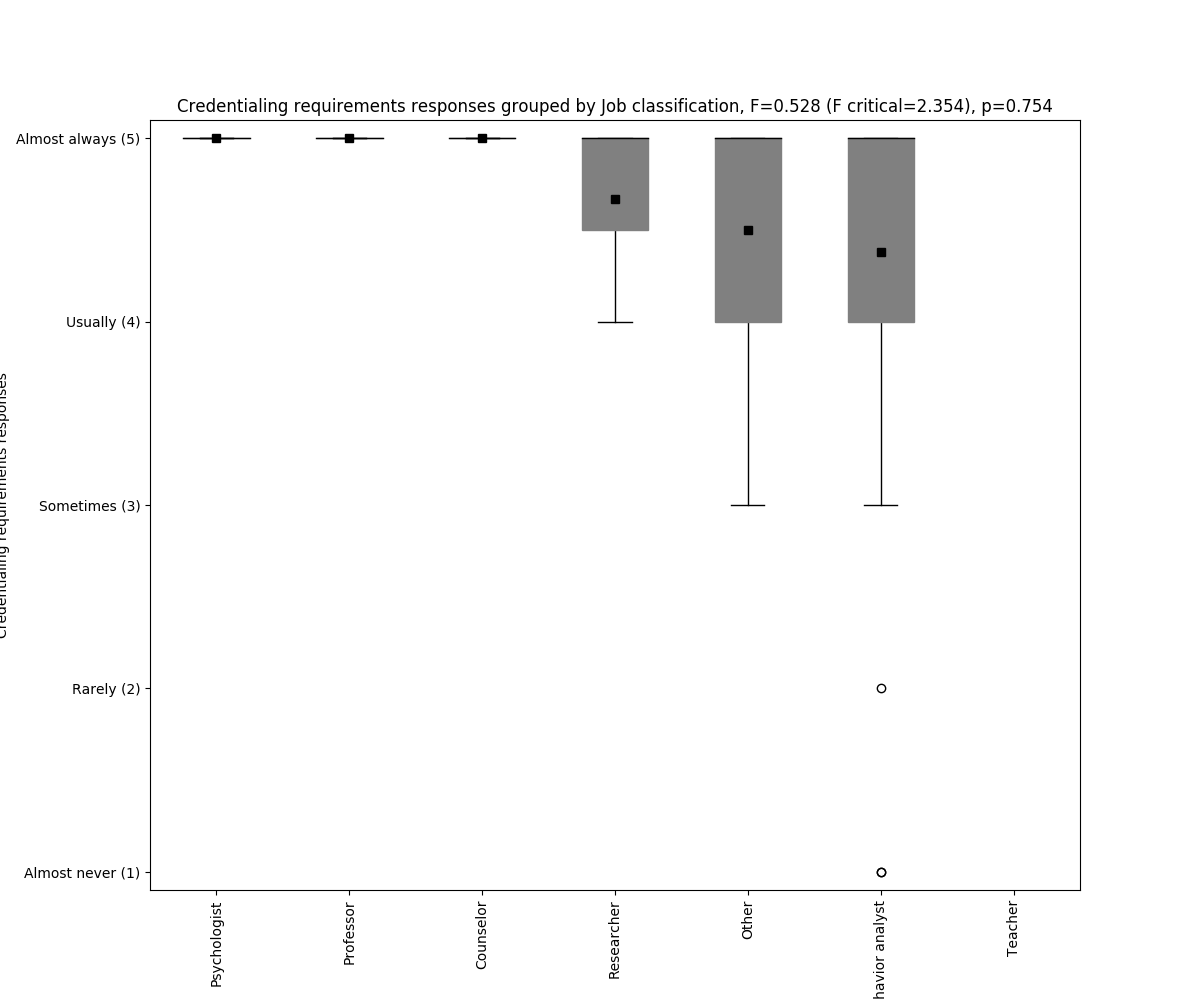 Credentialing requirements responses grouped by Job classification, F=0.528 (F critical=2.354), p=0.754
Almost always (5)
Usually (4)
Sometimes (3)
Rarely (2)
Almost never (1)
Credentialing requirements responses
Psychologist
Professor
Counselor
Researcher
Other
havior analyst
Teacher